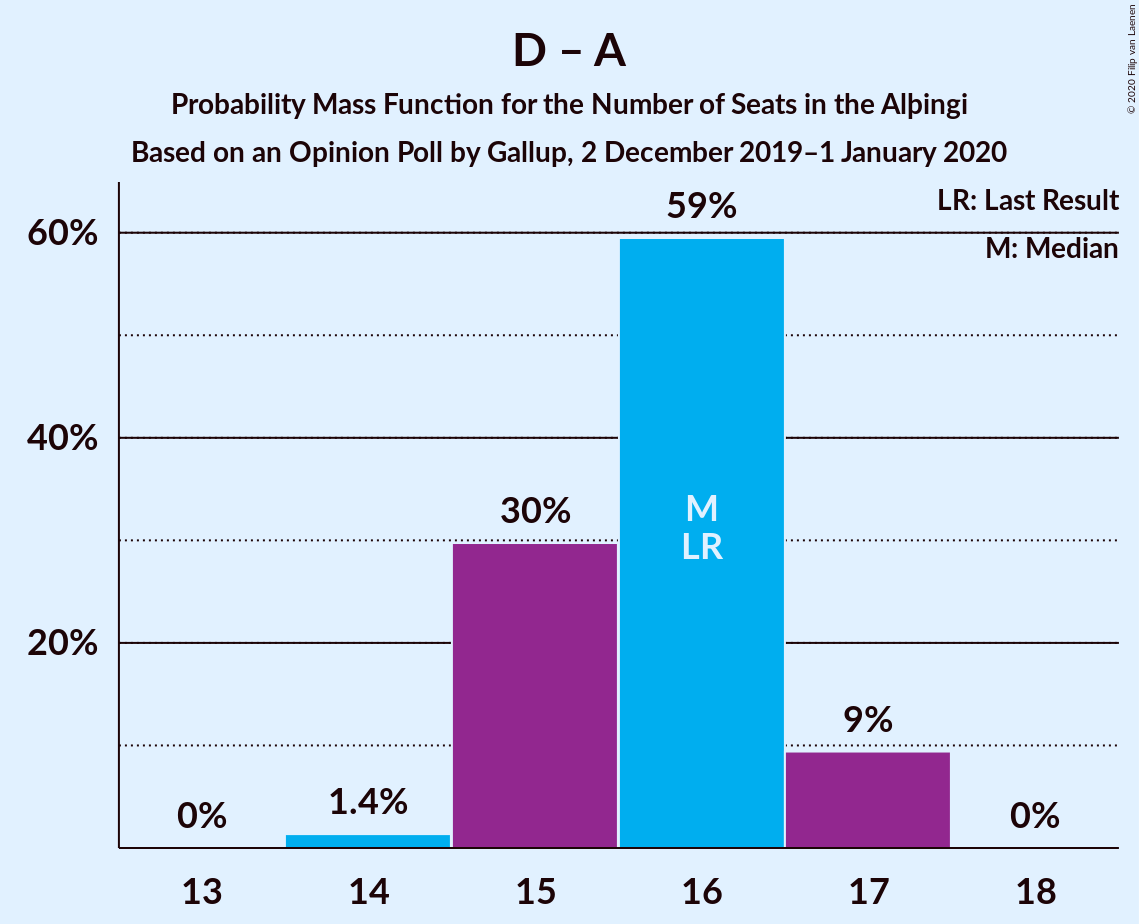 D – A
Probability Mass Function for the Number of Seats in the Alþingi
Based on an Opinion Poll by Gallup, 2 December 2019–1 January 2020
© 2020 Filip van Laenen
LR: Last Result
M: Median
60%
40%
20%
0%
1.4%
30%
59%
M
LR
9%
0%
13
14
15
16
17
18